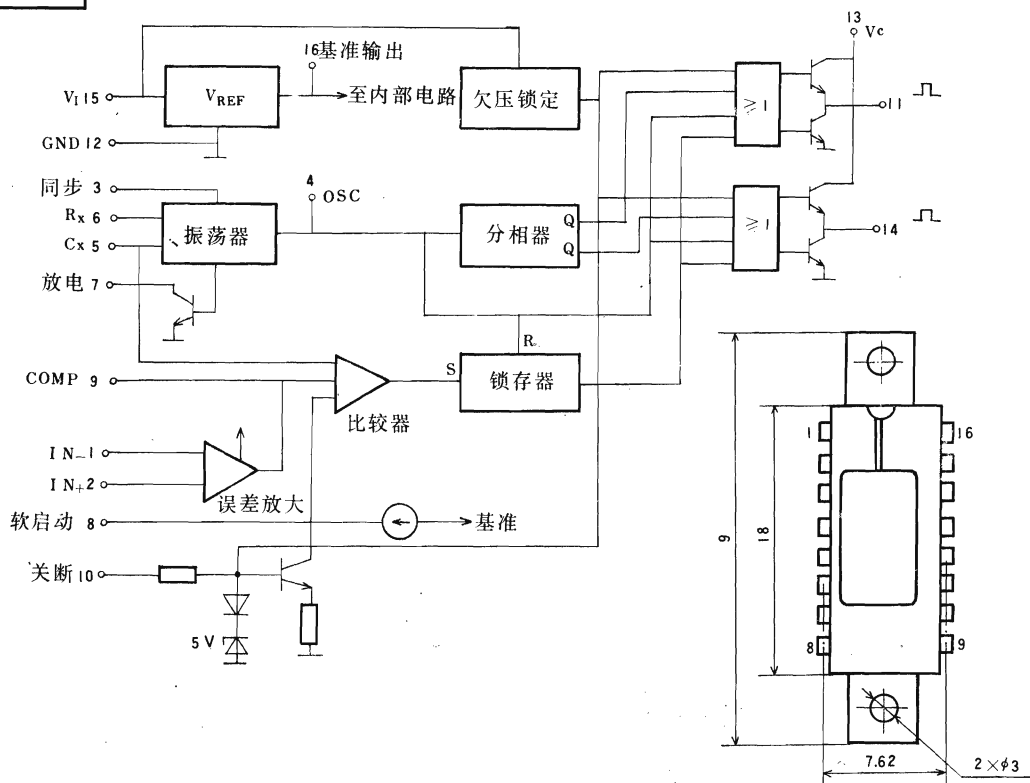 13
Vc
16 基准输出
VI 15
VREF
至内部电路
欠压锁定
≥1
11
GND 12
同步 3
4
OSC
RX 6
振荡器
分相器
Q
Q
≥1
14
CX 5
放电 7
R
S
锁存器
COMP 9
比较器
IN−1
IN+2
误差放大
软启动 8
基准
关断 10
5V
1
16
9
18
8
9
7.62
2×φ3